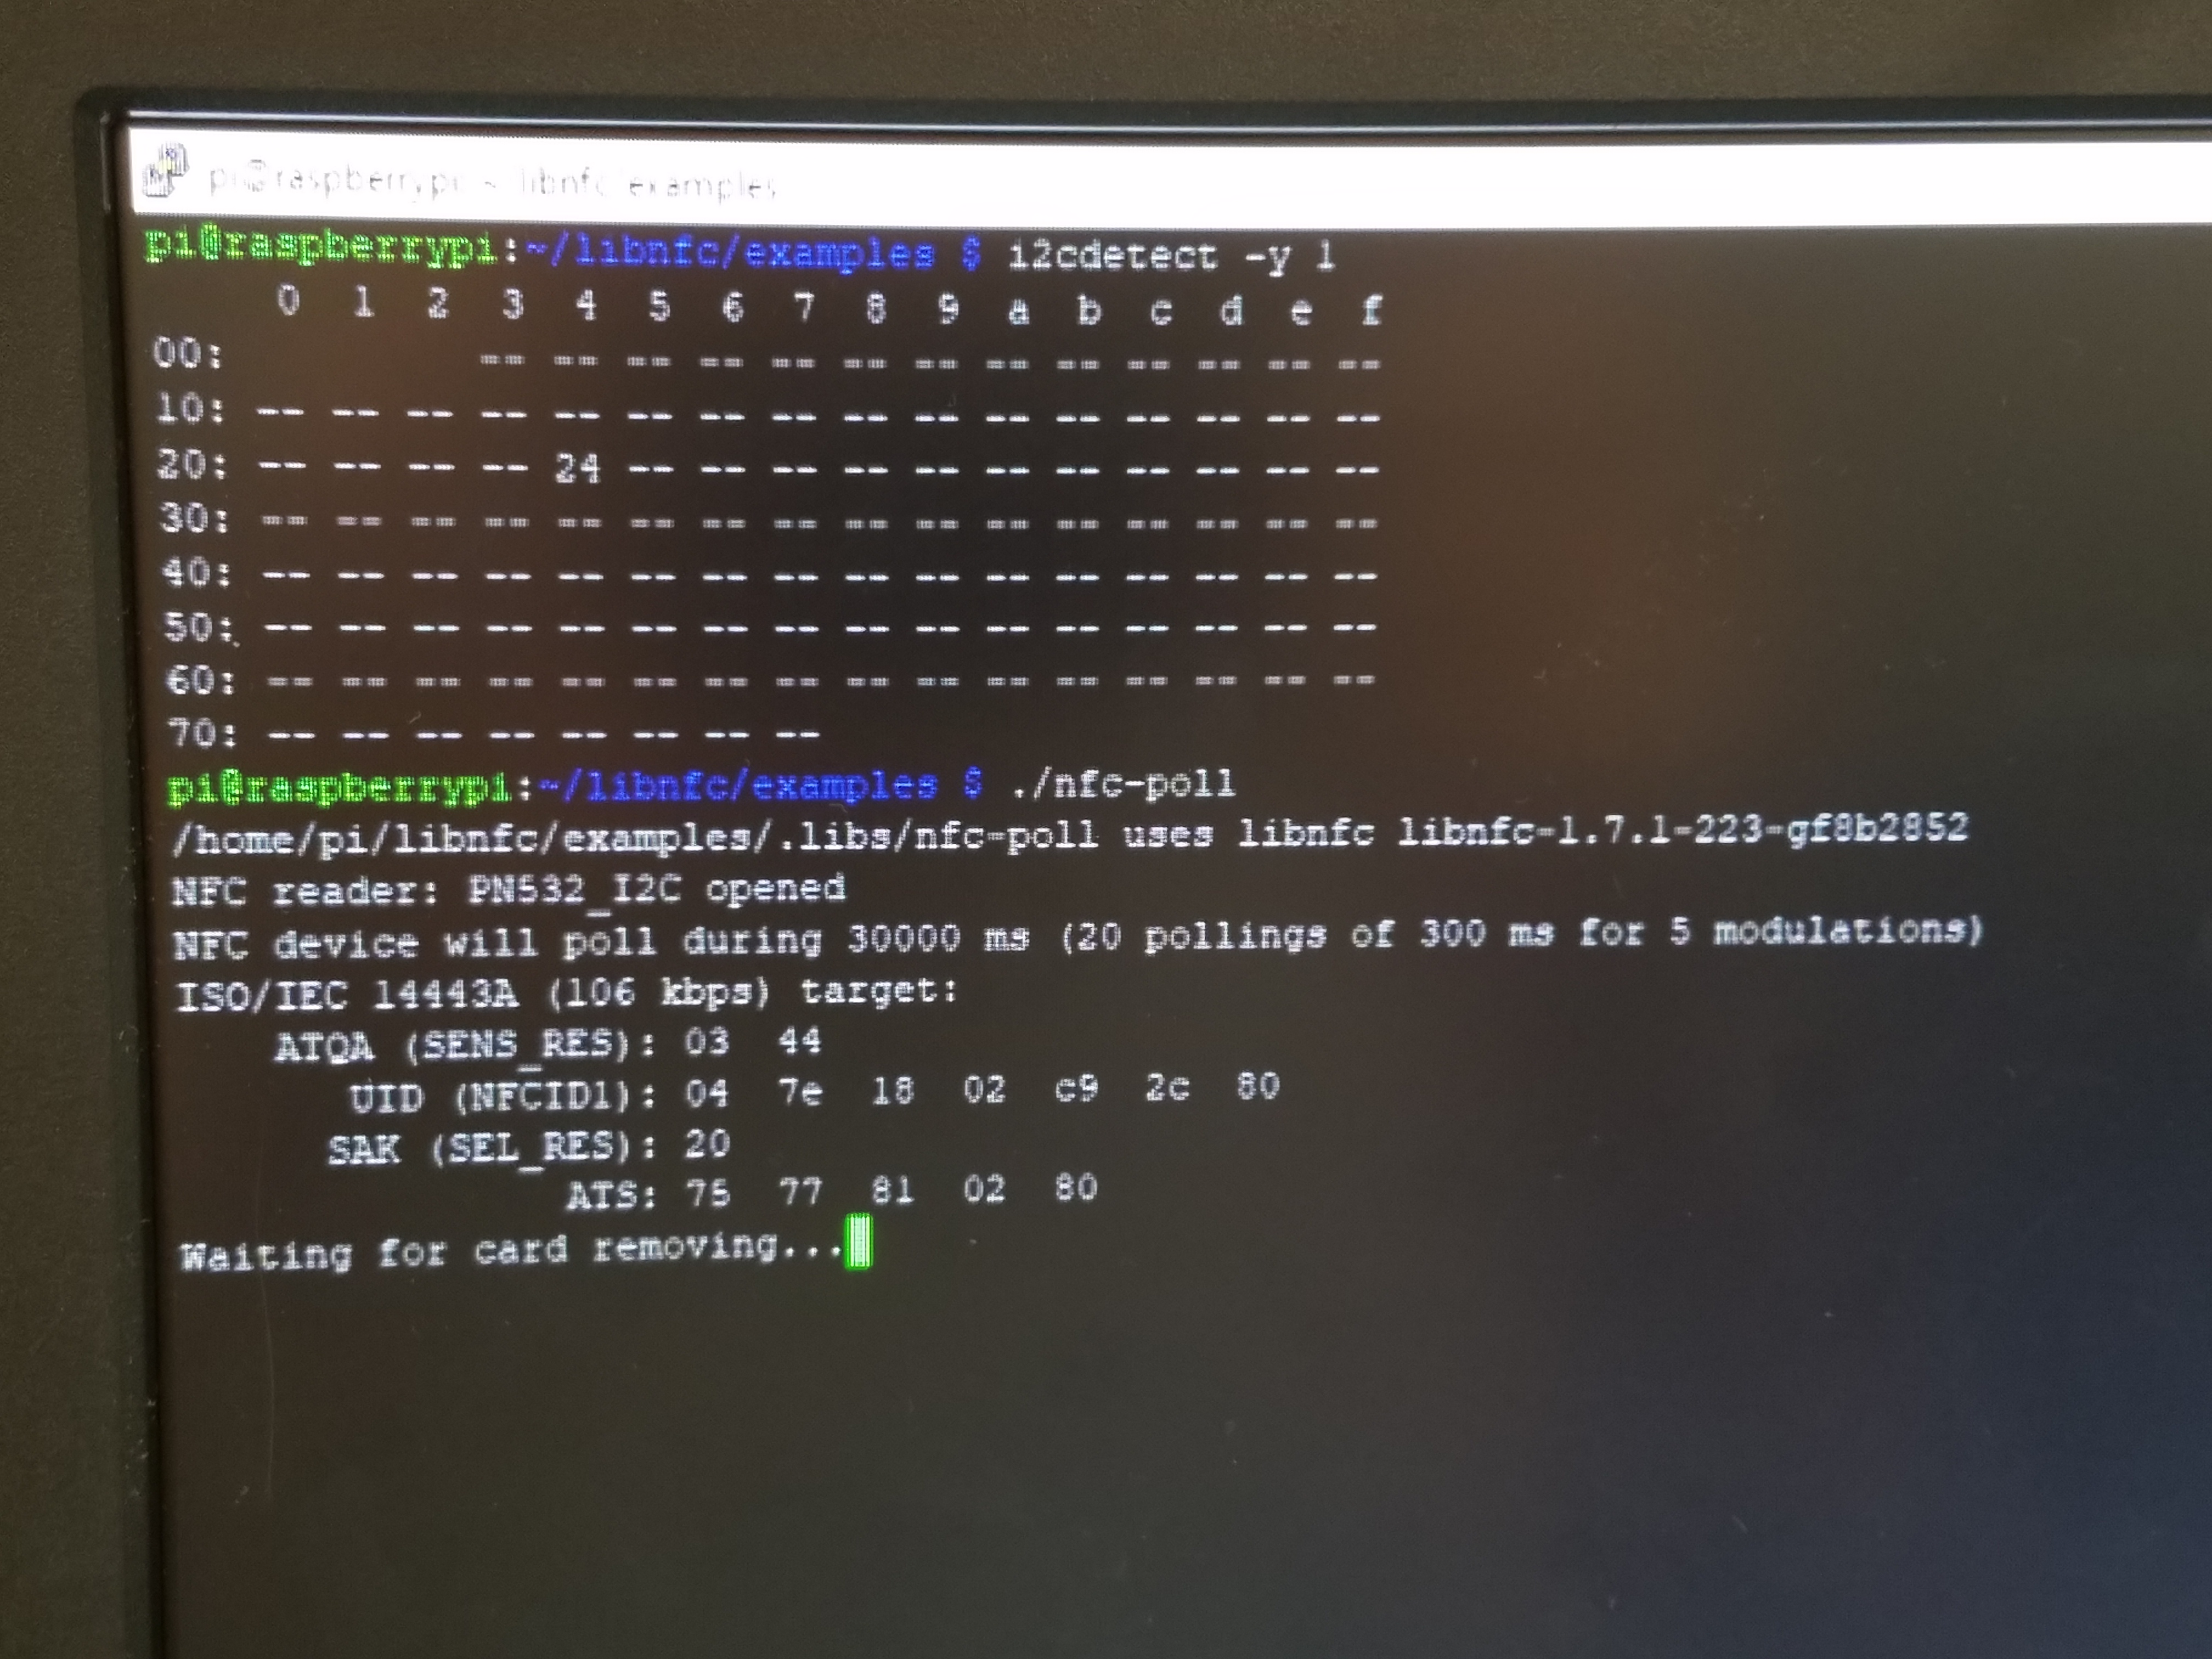 pi@raspberrypi: ~/libnfc/examples
pi@raspberrypi:~/libnfc/examples $ i2cdetect -y 1
     0  1  2  3  4  5  6  7  8  9  a  b  c  d  e  f
00:          -- -- -- -- -- -- -- -- -- -- -- -- --
10: -- -- -- -- -- -- -- -- -- -- -- -- -- -- -- --
20: -- -- -- -- 24 -- -- -- -- -- -- -- -- -- -- --
30: -- -- -- -- -- -- -- -- -- -- -- -- -- -- -- --
40: -- -- -- -- -- -- -- -- -- -- -- -- -- -- -- --
50: -- -- -- -- -- -- -- -- -- -- -- -- -- -- -- --
60: -- -- -- -- -- -- -- -- -- -- -- -- -- -- -- --
70: -- -- -- -- -- -- -- --
pi@raspberrypi:~/libnfc/examples $ ./nfc-poll
/home/pi/libnfc/examples/.libs/nfc-poll uses libnfc libnfc-1.7.1-223-gf8b2852
NFC reader: PN532_I2C opened
NFC device will poll during 30000 ms (20 pollings of 300 ms for 5 modulations)
ISO/IEC 14443A (106 kbps) target:
    ATQA (SENS_RES): 03  44
       UID (NFCID1): 04  7e  18  02  c9  2c  80
      SAK (SEL_RES): 20
                ATS: 75  77  81  02  80
Waiting for card removing...